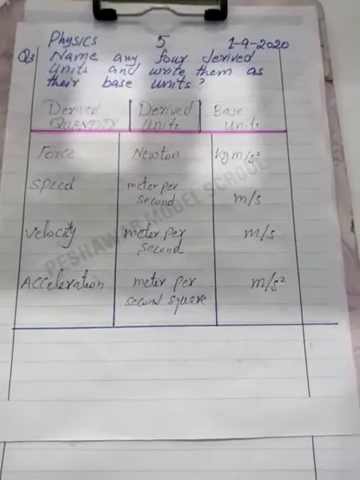 Physics 5 1-9-2020
Q3 Name any four derived
units and write them as
their base units?
Derived Derived Base
QUANTITY Units Units
Force Newton Kgm/s²
speed meter per
second m/s
velocity meter per m/s
second
Acceleration meter per m/s²
second square
PESHAWAR MODEL SCHOOL